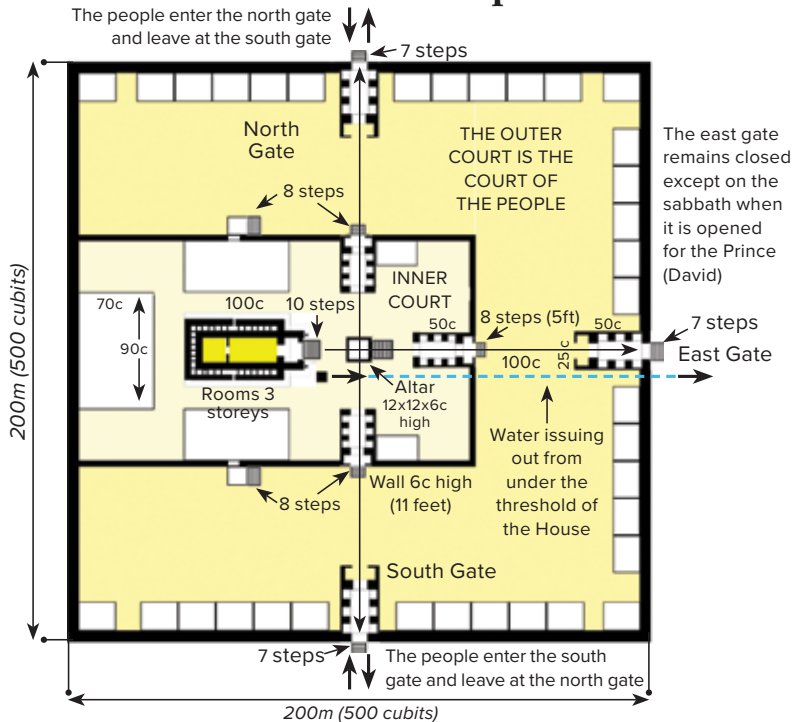 The people enter the north gate
and leave at the south gate
7 steps
North
Gate
THE OUTER
COURT IS THE
COURT OF
THE PEOPLE
The east gate
remains closed
except on the
sabbath when
it is opened
for the Prince
(David)
8 steps
INNER
COURT
70c
100c
10 steps
90c
50c
8 steps (5ft)
50c
7 steps
East Gate
25c
100c
200m (500 cubits)
Rooms 3
storeys
Altar
12x12x6c
high
Water issuing
out from
under the
threshold of
the House
8 steps
Wall 6c high
(11 feet)
South Gate
7 steps
The people enter the south
gate and leave at the north gate
200m (500 cubits)